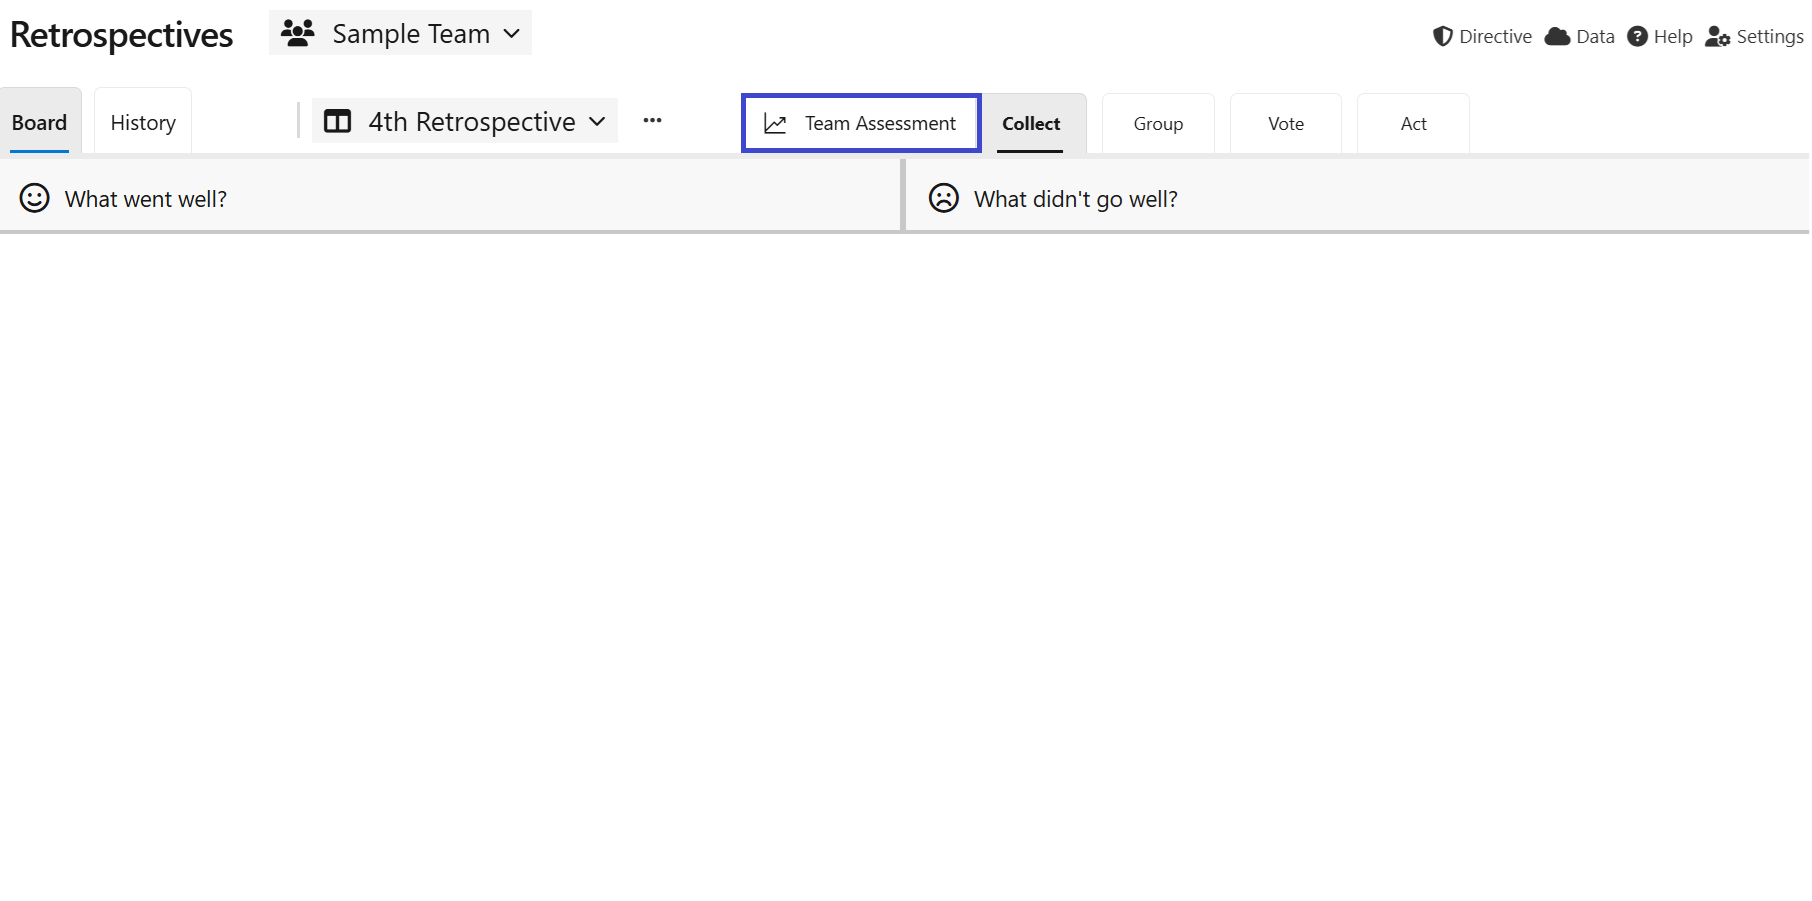 Retrospectives Sample Team Directive Data Help Settings
Board History 4th Retrospective ... Team Assessment Collect Group Vote Act
What went well? What didn't go well?